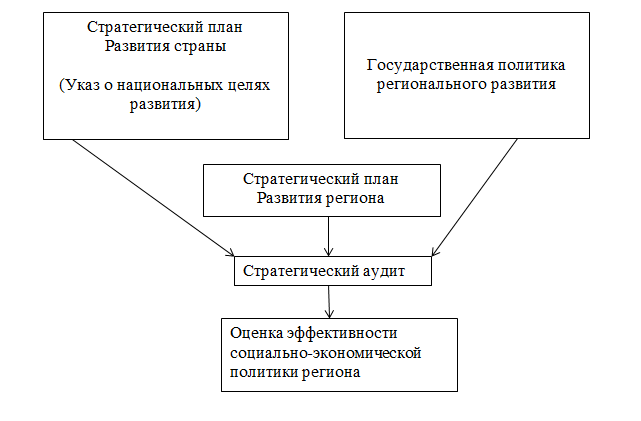 Стратегический план
Развития страны
(Указ о национальных целях
развития)
Государственная политика
регионального развития
Стратегический план
Развития региона
Стратегический аудит
Оценка эффективности
социально-экономической
политики региона